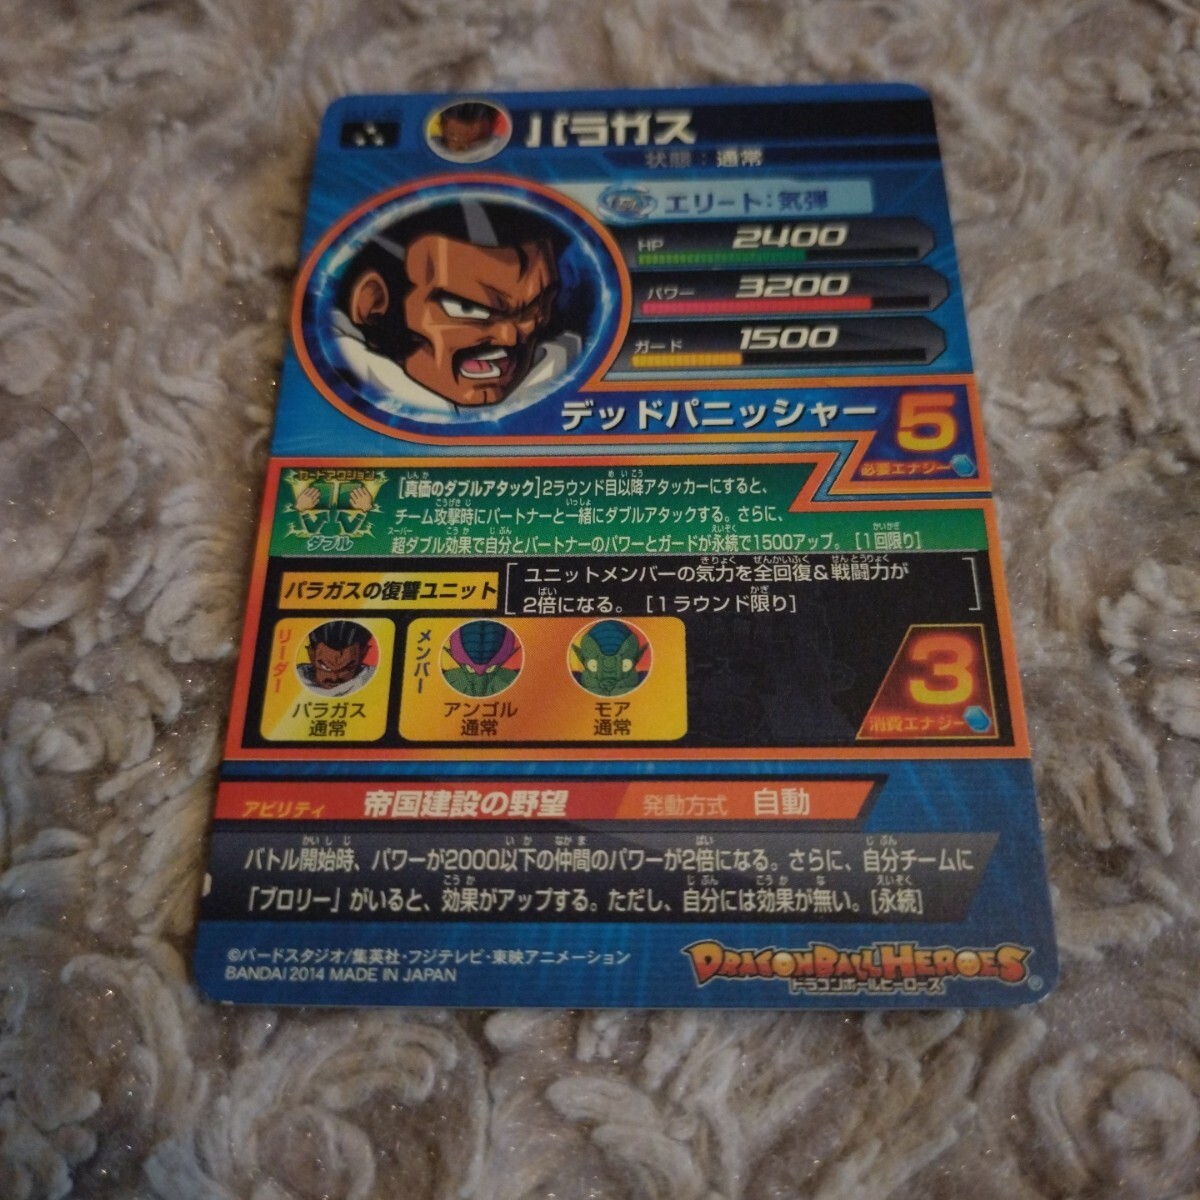 パラガス
状態：通常
エリート：気弾
HP 2400
パワー 3200
ガード 1500
デッドパニッシャー 5
必要エナジー
カードアクション
ダブル
[真価のダブルアタック]2ラウンド目以降アタッカーにすると、
チーム攻撃時にパートナーと一緒にダブルアタックする。さらに、
超ダブル効果で自分とパートナーのパワーとガードが永続で1500アップ。[1回限り]
パラガスの復讐ユニット
ユニットメンバーの気力を全回復＆戦闘力が
2倍になる。[1ラウンド限り]
リーダー
パラガス
通常
メンバー
アンゴル
通常
モア
通常
3
消費エナジー
アビリティ 帝国建設の野望 発動方式 自動
バトル開始時、パワーが2000以下の仲間のパワーが2倍になる。さらに、自分チームに
「ブロリー」がいると、効果がアップする。ただし、自分には効果が無い。[永続]
©バードスタジオ/集英社・フジテレビ・東映アニメーション
BANDAI 2014 MADE IN JAPAN
DRAGONBALL HEROES
ドラゴンボールヒーローズ